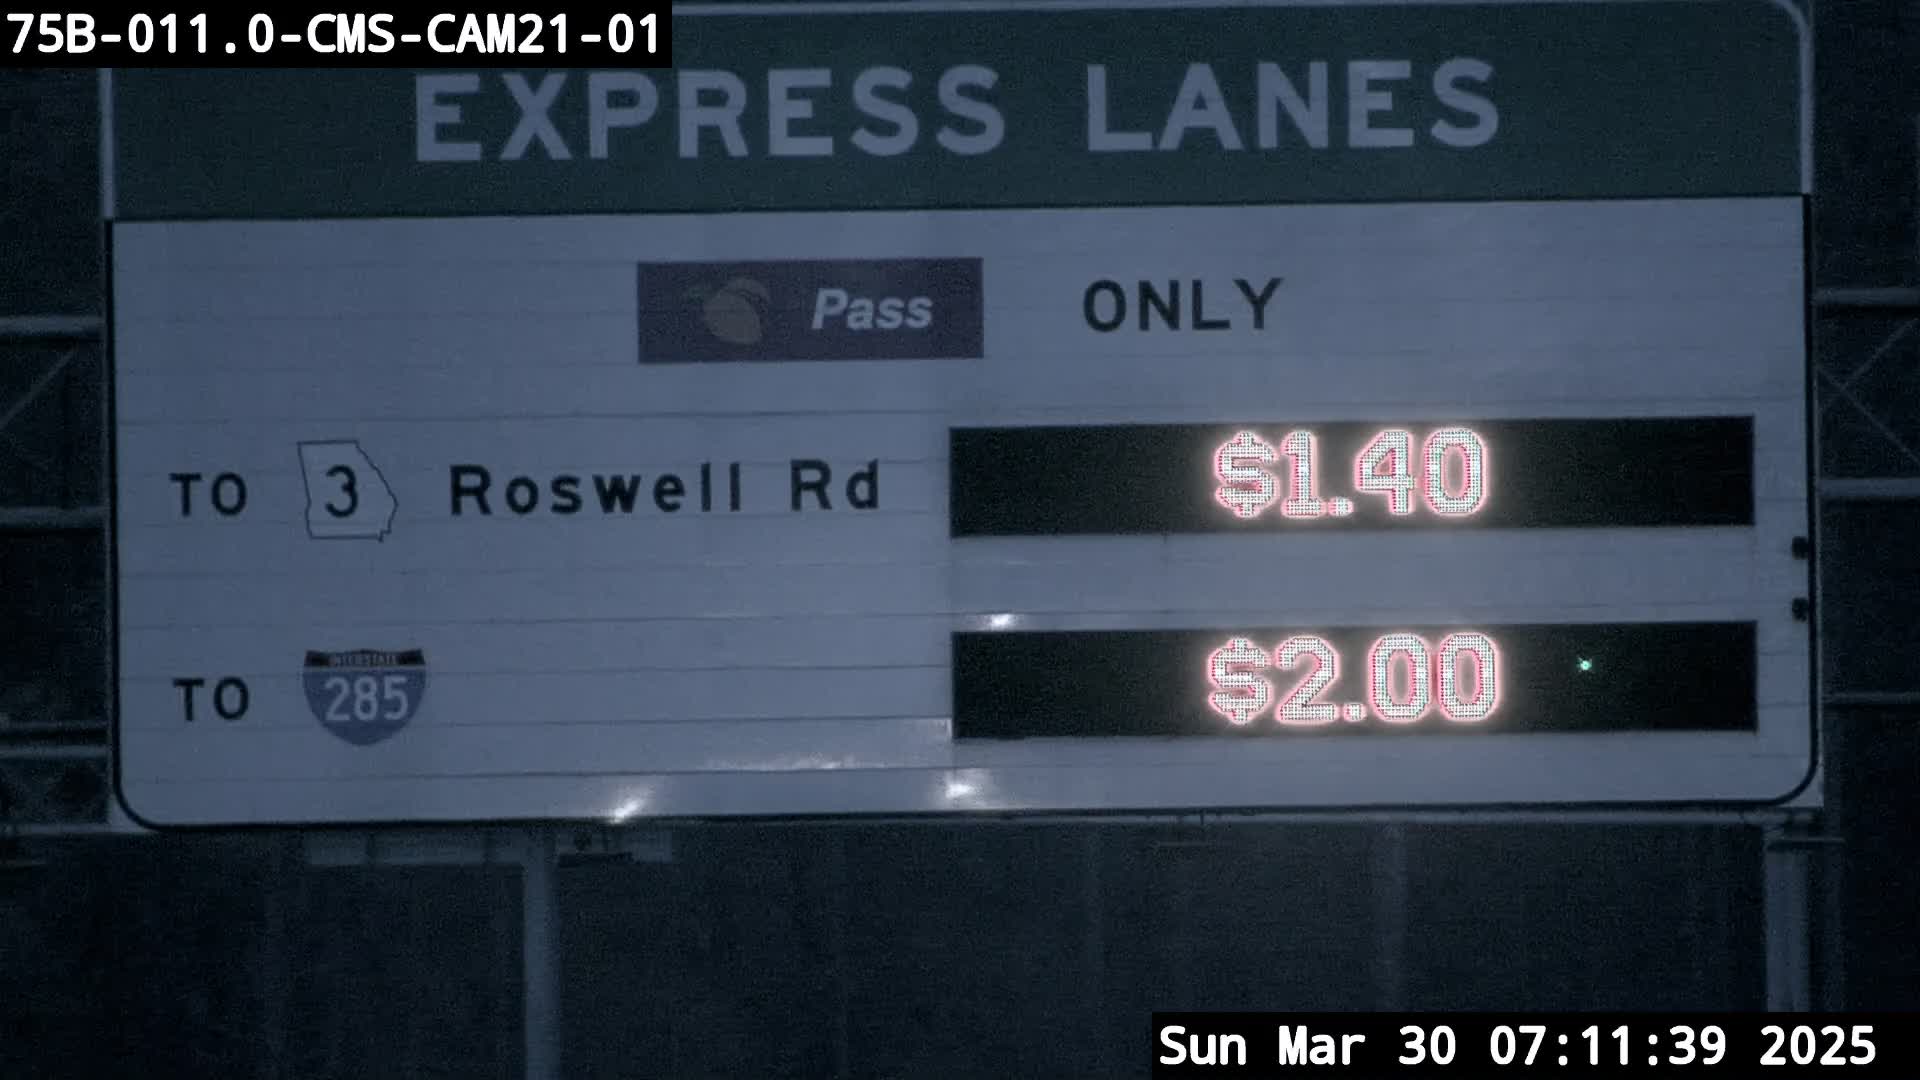 75B-011.0-CMS-CAM21-01
EXPRESS LANES
Pass ONLY
TO 3 Roswell Rd $1.40
TO INTERSTATE 285 $2.00
Sun Mar 30 07:11:39 2025